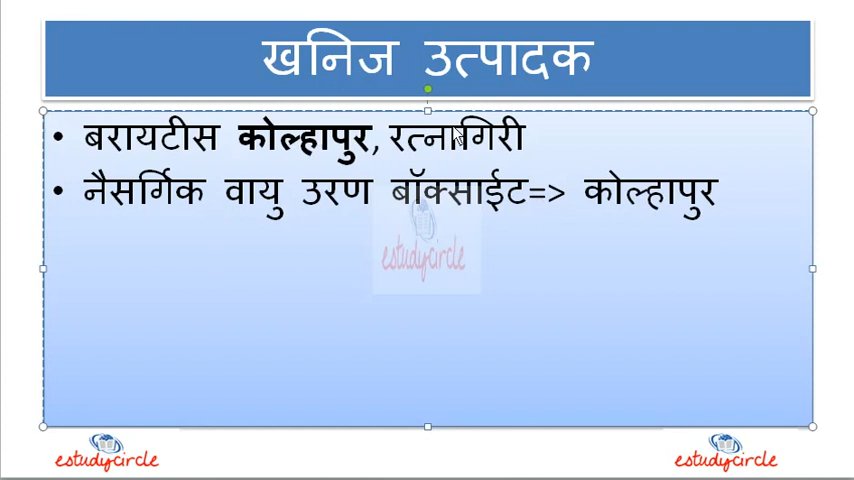 खनिज उत्पादक
• बरायटीस कोल्हापुर, रत्नागिरी
• नैसर्गिक वायु उरण बॉक्साईट=> कोल्हापुर
estudycircle
estudycircle
estudycircle